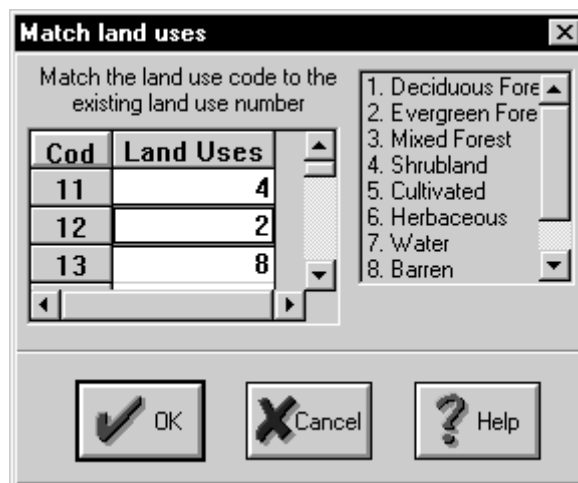 Match land uses
Match the land use code to the
existing land use number
Cod Land Uses
11 4
12 2
13 8
1. Deciduous Fore
2. Evergreen Fore
3. Mixed Forest
4. Shrubland
5. Cultivated
6. Herbaceous
7. Water
8. Barren
OK Cancel Help